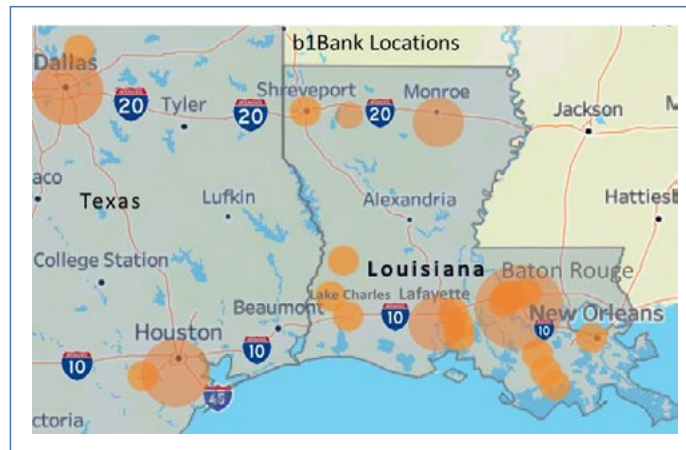 b1Bank Locations
Dallas
20
Tyler
Shreveport
20
20
Monroe
Jackson
M
aco
Texas
Lufkin
Alexandria
Hatties
College Station
Louisiana
Baton Rouge
Lake Charles
Lafayette
Beaumont
10
10
New Orleans
Houston
10
10
45
ctoria